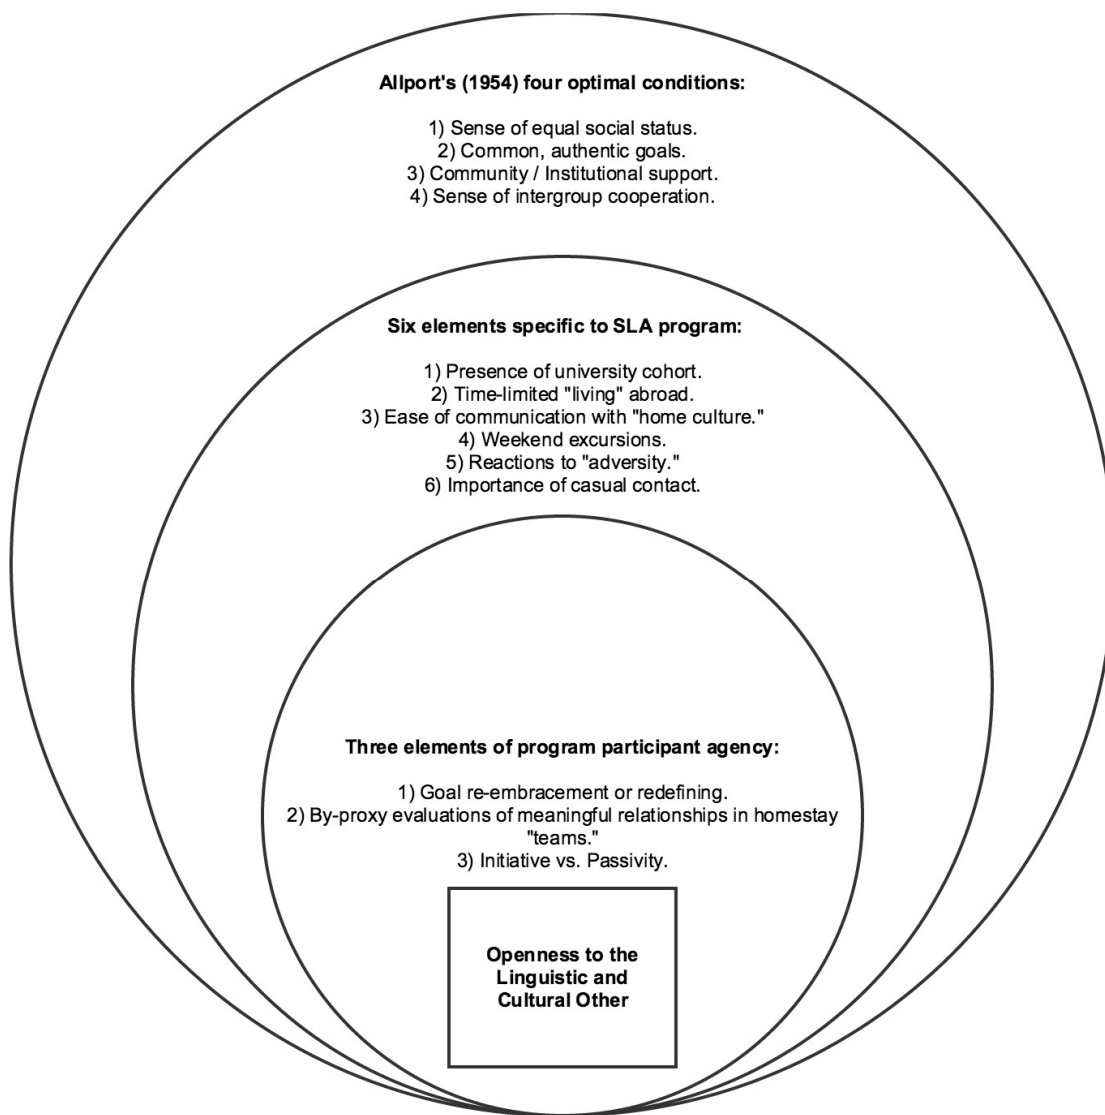 Allport's (1954) four optimal conditions:
1) Sense of equal social status.
2) Common, authentic goals.
3) Community / Institutional support.
4) Sense of intergroup cooperation.
Six elements specific to SLA program:
1) Presence of university cohort.
2) Time-limited "living" abroad.
3) Ease of communication with "home culture."
4) Weekend excursions.
5) Reactions to "adversity."
6) Importance of casual contact.
Three elements of program participant agency:
1) Goal re-embracement or redefining.
2) By-proxy evaluations of meaningful relationships in homestay
"teams."
3) Initiative vs. Passivity.
Openness to the
Linguistic and
Cultural Other